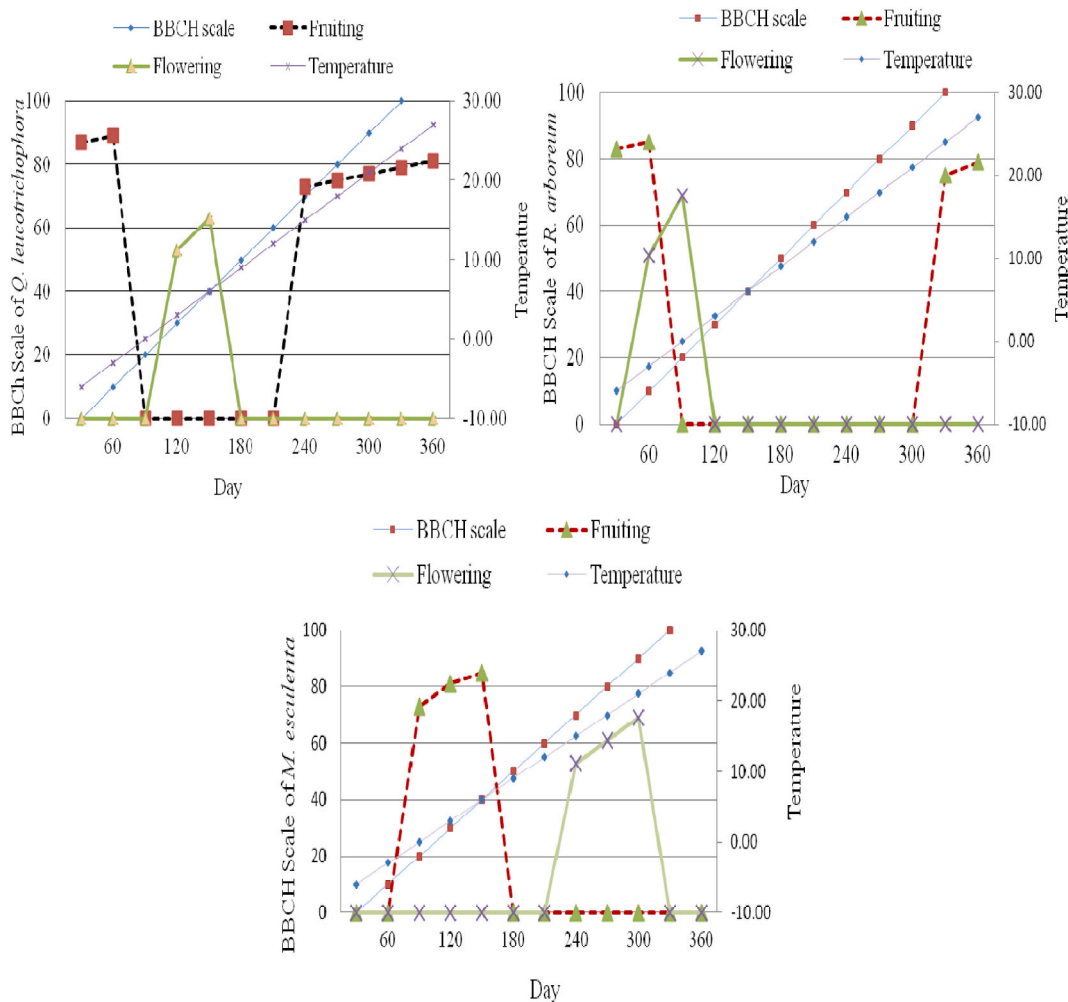 BBCH scale Fruiting
Flowering Temperature
100 30.00
80 20.00
60 10.00
40
20 0.00
0 -10.00
60 120 180 240 300 360
Day
BBCh Scale of Q. leucotrichophora
Temperature
BBCH scale Fruiting
Flowering Temperature
100 30.00
80 20.00
60 10.00
40
20 0.00
0 -10.00
60 120 180 240 300 360
Day
BBCH Scale of R. arboreum
Temperature
BBCH scale Fruiting
Flowering Temperature
100 30.00
80 20.00
60 10.00
40
20 0.00
0 -10.00
60 120 180 240 300 360
Day
BBCH Scale of M. esculenta
Temperature